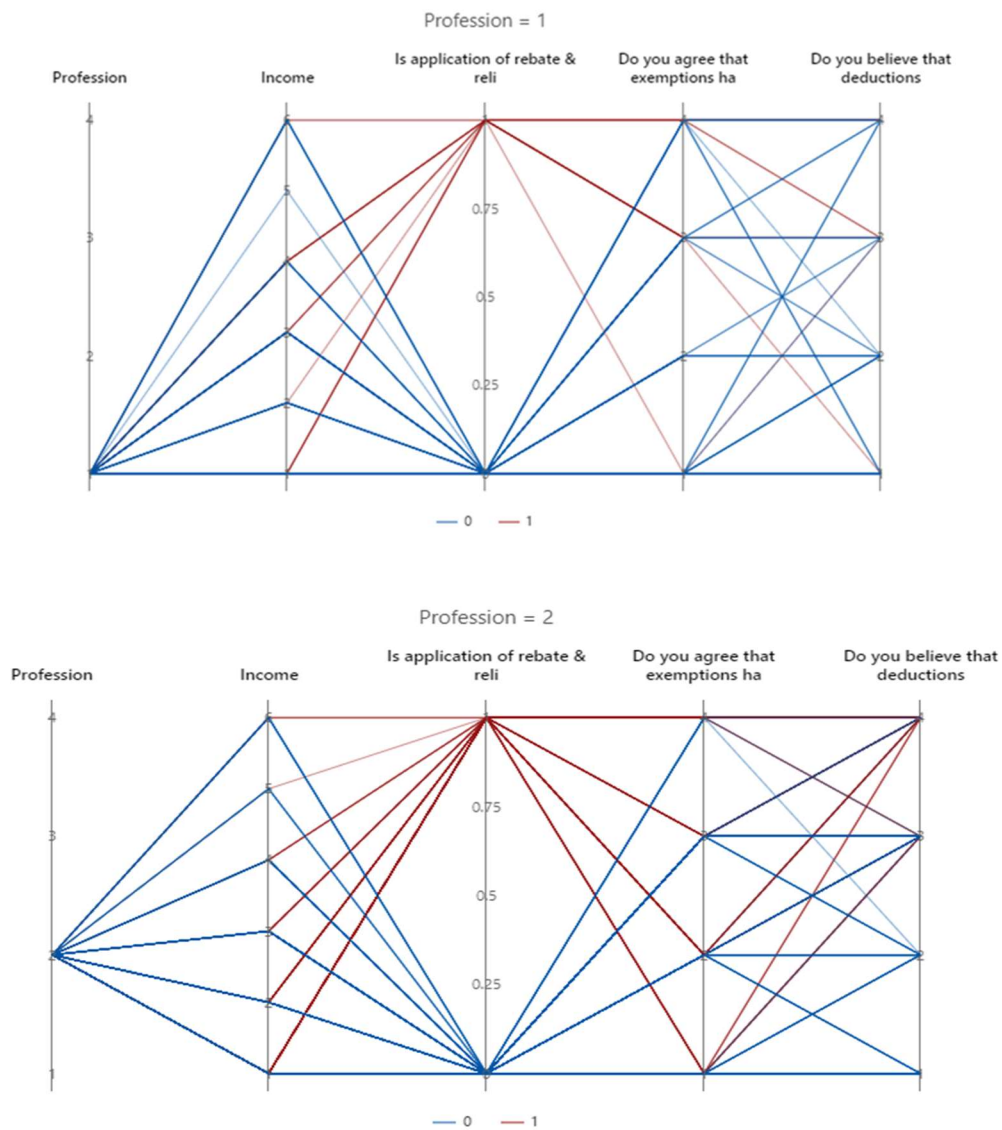 Profession = 1
Profession
Income
Is application of rebate &
reli
Do you agree that
exemptions ha
Do you believe that
deductions
4
3
2
5
0.75
0.5
0.25
0 1
Profession = 2
Profession
Income
Is application of rebate &
reli
Do you agree that
exemptions ha
Do you believe that
deductions
4
3
1
0.75
0.5
0.25
0 1